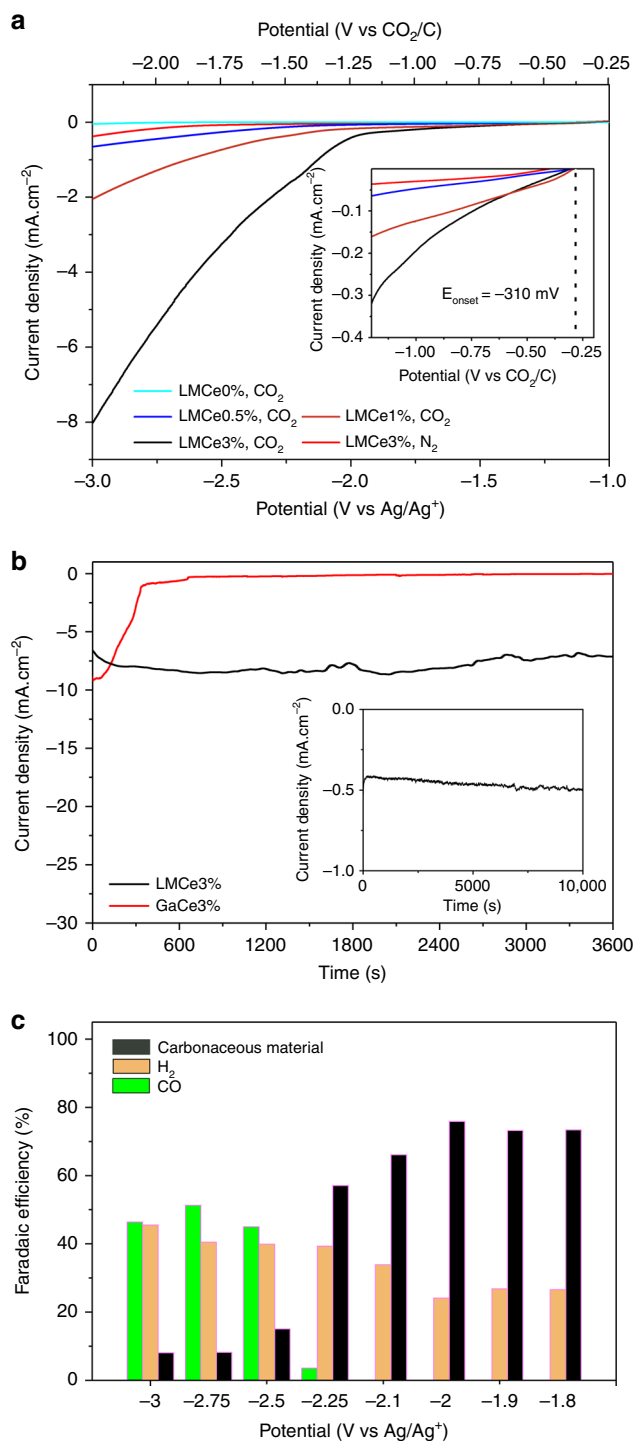 a
Potential (V vs CO₂/C)
−2.00 −1.75 −1.50 −1.25 −1.00 −0.75 −0.50 −0.25
0
−2
−4
−6
−8
Current density (mA.cm⁻²)
−0.1
−0.2
−0.3
−0.4
Current density (mA.cm⁻²)
E onset = −310 mV
−1.00 −0.75 −0.50 −0.25
Potential (V vs CO₂/C)
LMCe0%, CO₂
LMCe0.5%, CO₂ LMCe1%, CO₂
LMCe3%, CO₂ LMCe3%, N₂
−3.0 −2.5 −2.0 −1.5 −1.0
Potential (V vs Ag/Ag⁺)
b
0
−5
−10
−15
−20
−25
−30
Current density (mA.cm⁻²)
0.0
−0.5
−1.0
Current density (mA.cm⁻²)
0 5000 10,000
Time (s)
LMCe3%
GaCe3%
0 600 1200 1800 2400 3000 3600
Time (s)
c
100
80
60
40
20
0
Faradaic efficiency (%)
Carbonaceous material
H₂
CO
−3 −2.75 −2.5 −2.25 −2.1 −2 −1.9 −1.8
Potential (V vs Ag/Ag⁺)